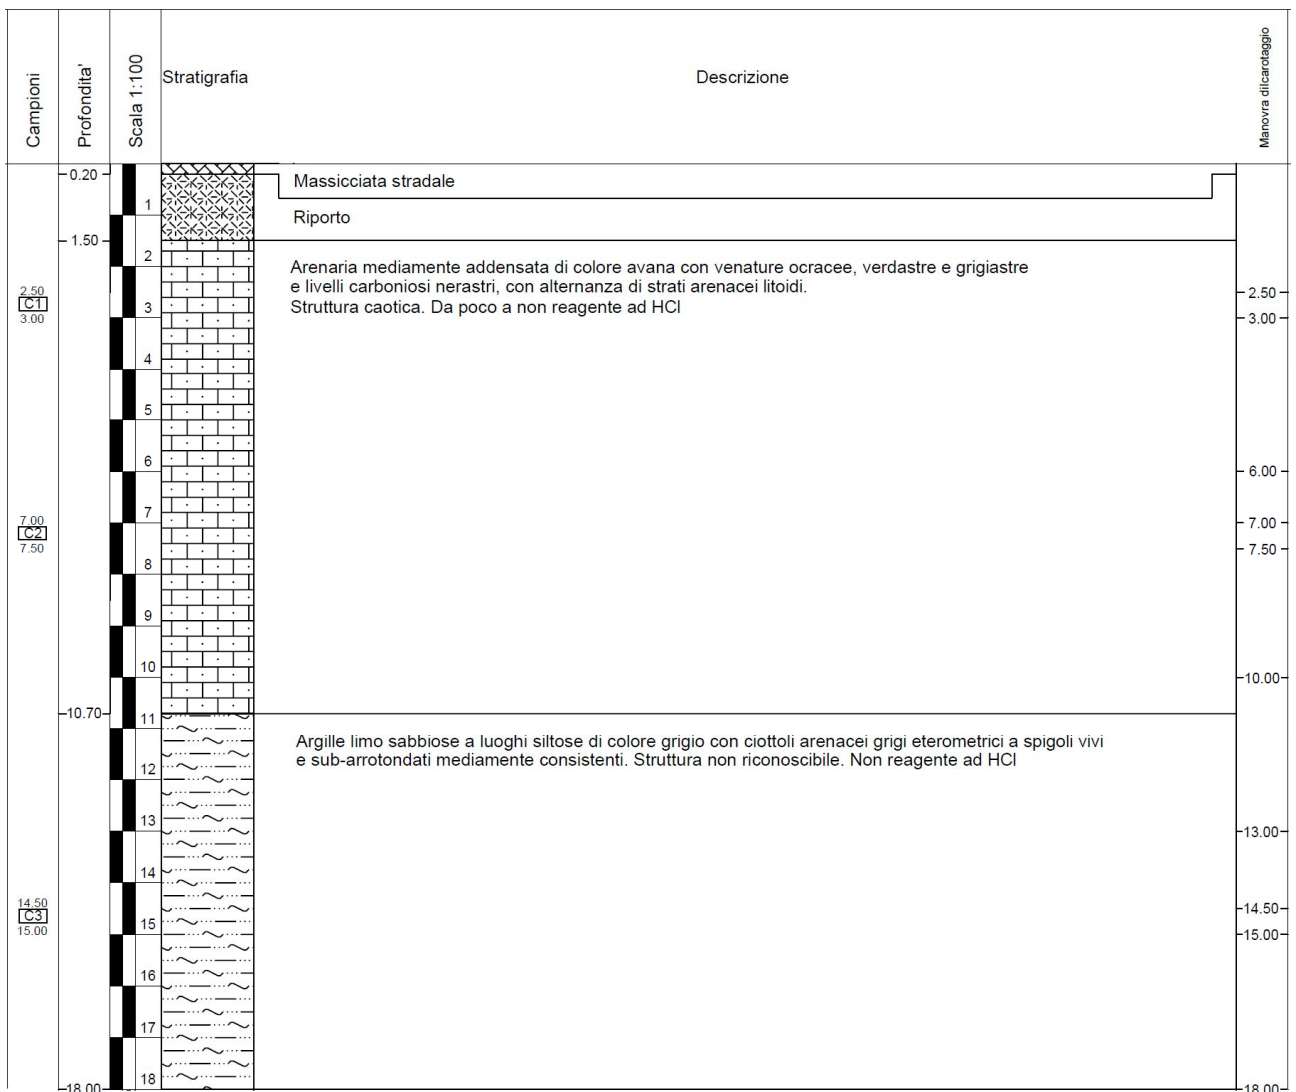 Campioni
Profondita'
Scala 1:100
Stratigrafia
Descrizione
Manovra dilcarotaggio
0.20
Massicciata stradale
1
Riporto
1.50
2
Arenaria mediamente addensata di colore avana con venature ocracee, verdastre e grigiastre
e livelli carboniosi nerastri, con alternanza di strati arenacei litoidi.
Struttura caotica. Da poco a non reagente ad HCl
2.50
C1
3.00
3
2.50
3.00
4
5
6
6.00
7
7.00
C2
7.50
7.00
7.50
8
9
10
10.00
10.70
11
Argille limo sabbiose a luoghi siltose di colore grigio con ciottoli arenacei grigi eterometrici a spigoli vivi
e sub-arrotondati mediamente consistenti. Struttura non riconoscibile. Non reagente ad HCl
12
13
13.00
14
14.50
C3
15.00
15
14.50
15.00
16
17
18
18.00
18.00